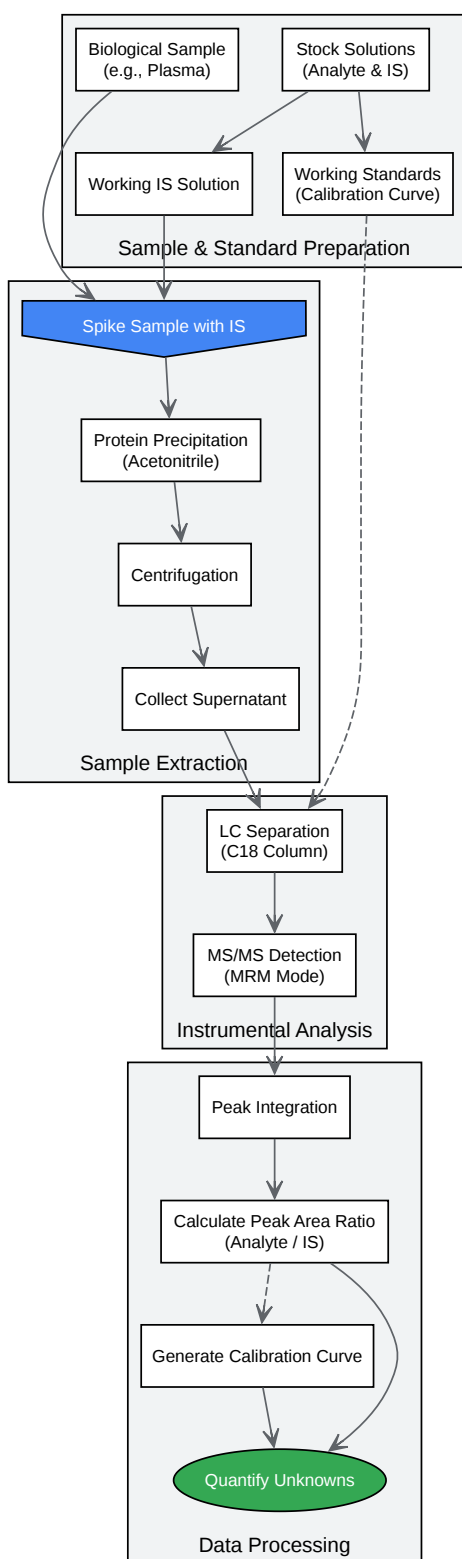 Biological Sample
(e.g., Plasma)
Stock Solutions
(Analyte & IS)
Working IS Solution
Working Standards
(Calibration Curve)
Sample & Standard Preparation
Spike Sample with IS
Protein Precipitation
(Acetonitrile)
Centrifugation
Collect Supernatant
Sample Extraction
LC Separation
(C18 Column)
MS/MS Detection
(MRM Mode)
Instrumental Analysis
Peak Integration
Calculate Peak Area Ratio
(Analyte / IS)
Generate Calibration Curve
Quantify Unknowns
Data Processing